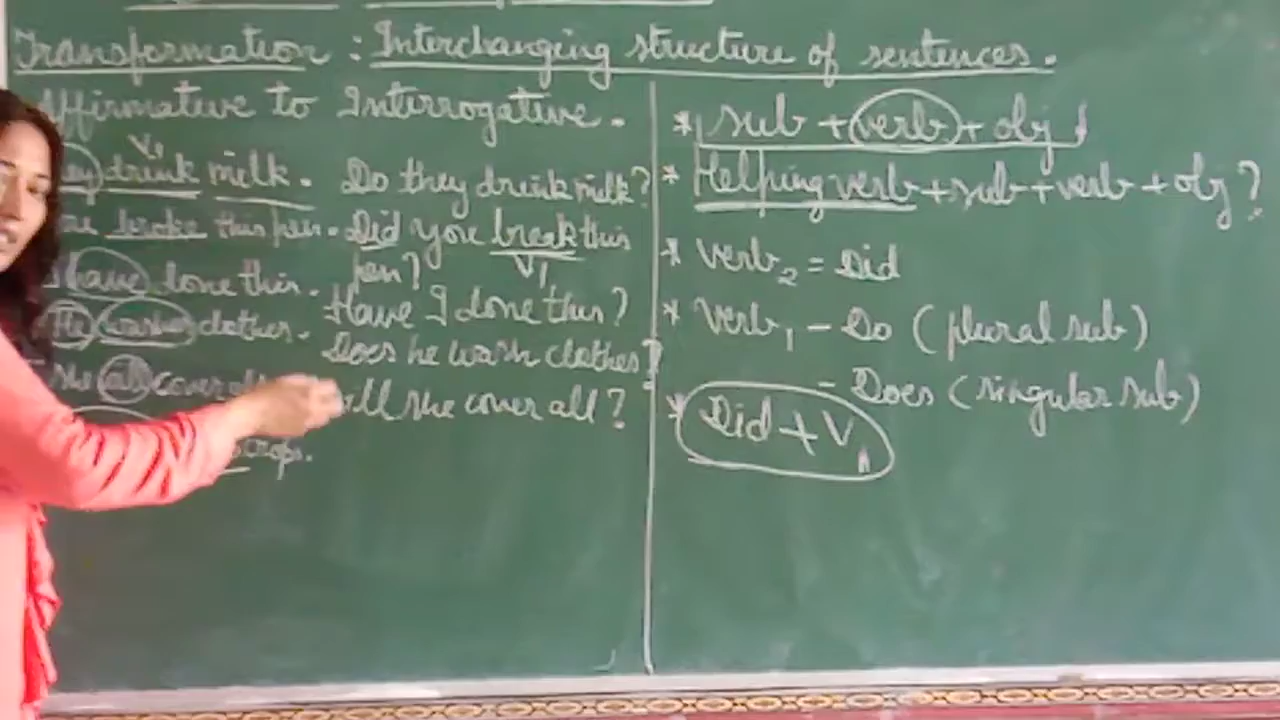 Transformation : Interchanging structure of sentences.
Affirmative to Interrogative.
V₁
drink milk. Do they drink milk?
broke this pen. Did you break this
pen? V₁
I have done this. Have I done this?
He washes clothes. Does he wash clothes?
She cover all Will she cover all?
crops.
* sub + verb + obj
* Helping verb + sub + verb + obj?
* Verb₂ = Did
* Verb₁ - Do (plural sub)
- Does (singular sub)
* Did + V₁